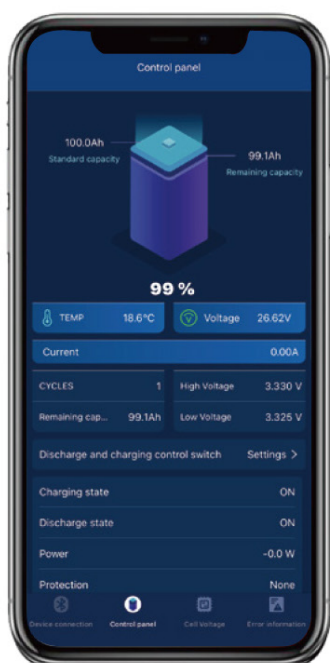 Control panel
100.0Ah
Standard capacity
99.1Ah
Remaining capacity
99 %
TEMP 18.6°C
Voltage 26.62V
Current 0.00A
CYCLES 1
High Voltage 3.330 V
Remaining cap... 99.1Ah
Low Voltage 3.325 V
Discharge and charging control switch Settings >
Charging state ON
Discharge state ON
Power -0.0 W
Protection None
Device connection Control panel Cell Voltage Error information